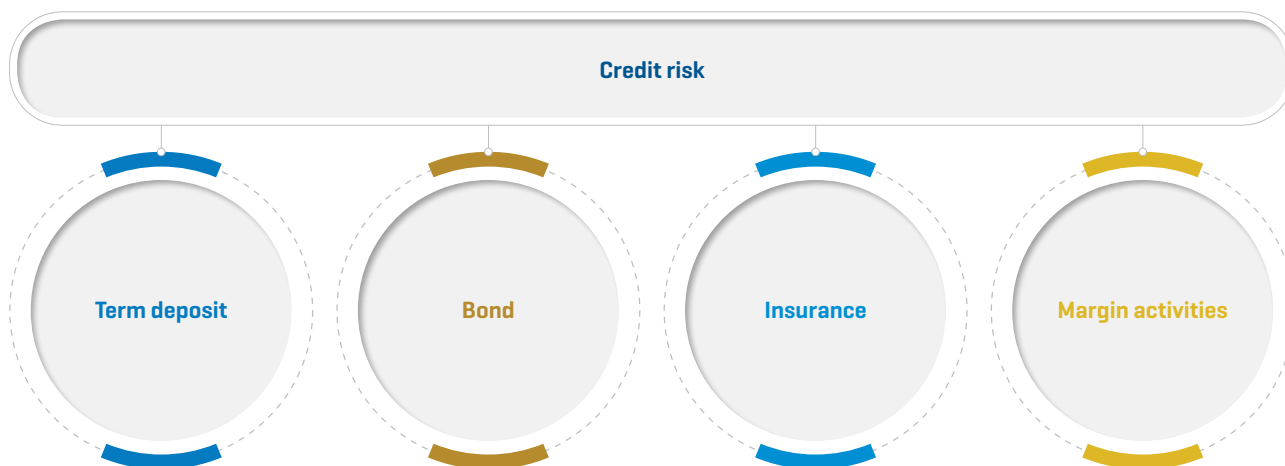 Credit risk
Term deposit
Bond
Insurance
Margin activities